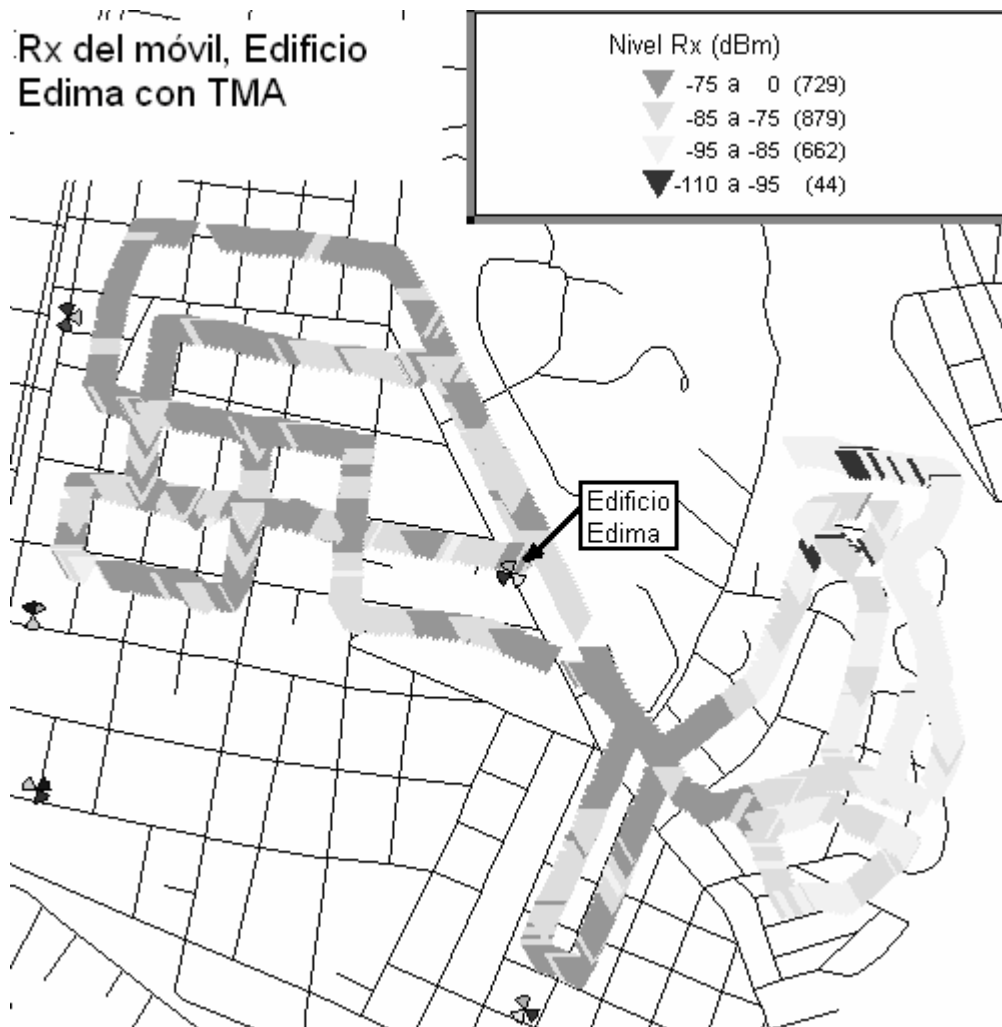 Rx del móvil, Edificio
Edima con TMA
Nivel Rx (dBm)
-75 a 0 (729)
-85 a -75 (879)
-95 a -85 (662)
-110 a -95 (44)
Edificio
Edima